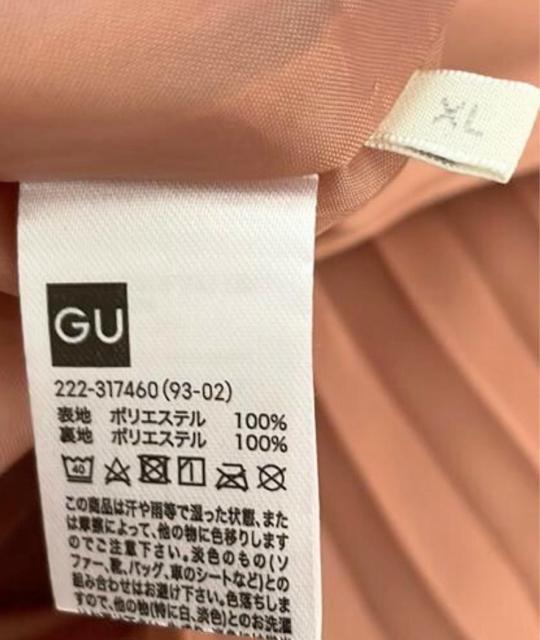 XL
GU
222-317460(93-02)
表地 ポリエステル 100%
裏地 ポリエステル 100%
40
この商品は汗や雨等で湿った状態、また
は摩擦によって、他の物に色移りします
のでご注意下さい。淡色のもの(ソ
ファー、靴、バッグ、車のシートなど)との
組み合わせはお避け下さい。色落ちしま
すので、他の物(特に白、淡色)とのお洗濯